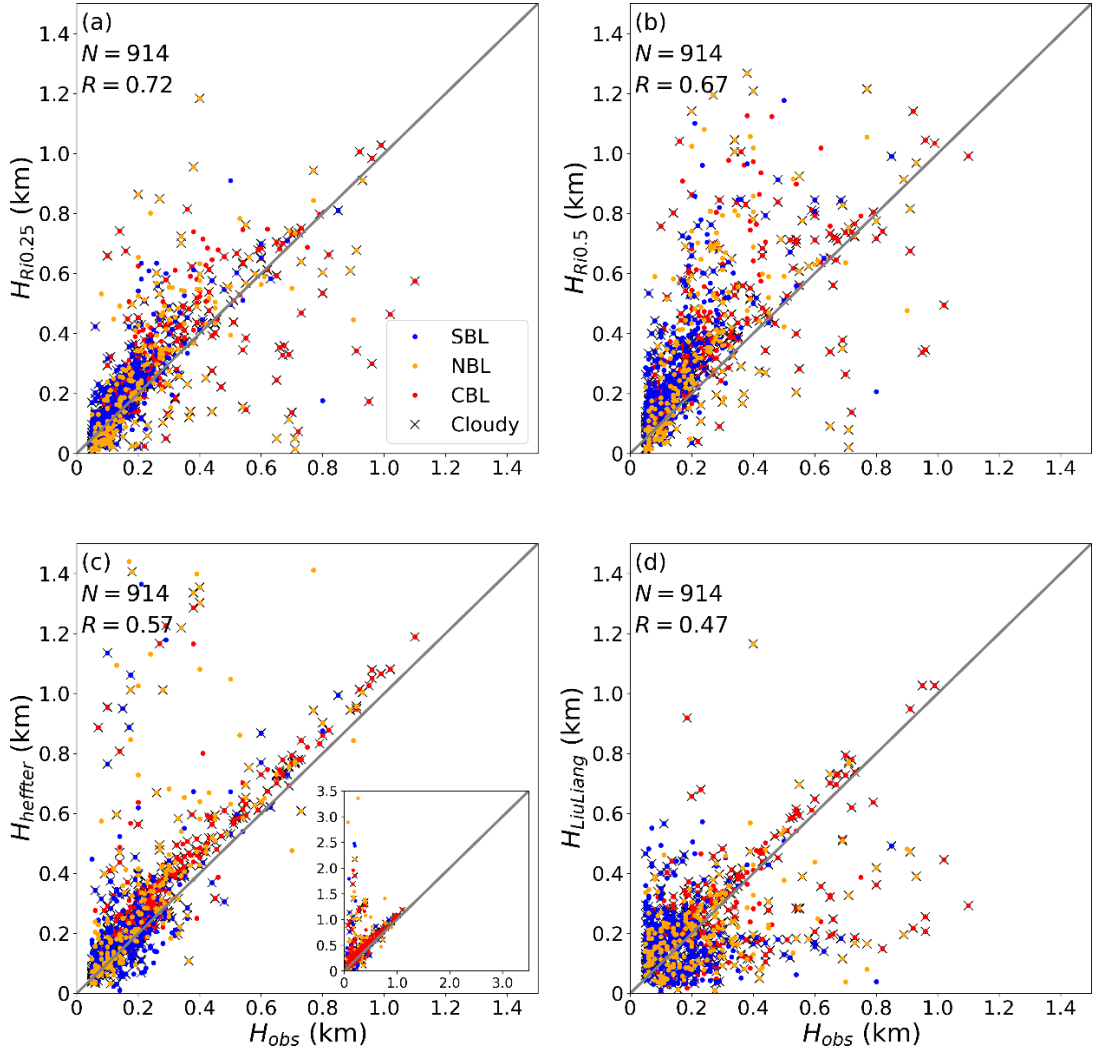 (a)
N = 914
R = 0.72
1.4
1.2
1.0
0.8
0.6
0.4
0.2
0
H_Ri0.25 (km)
0.2 0.4 0.6 0.8 1.0 1.2 1.4
SBL
NBL
CBL
Cloudy
(b)
N = 914
R = 0.67
1.4
1.2
1.0
0.8
0.6
0.4
0.2
0
H_Ri0.5 (km)
0 0.2 0.4 0.6 0.8 1.0 1.2 1.4
(c)
N = 914
R = 0.57
1.4
1.2
1.0
0.8
0.6
0.4
0.2
0
H_heffter (km)
0.2 0.4 0.6 0.8 1.0 1.2 1.4
H_obs (km)
3.5
3.0
2.5
2.0
1.5
1.0
0.5
0
1.0 2.0 3.0
(d)
N = 914
R = 0.47
1.4
1.2
1.0
0.8
0.6
0.4
0.2
0
H_LiuLiang (km)
0 0.2 0.4 0.6 0.8 1.0 1.2 1.4
H_obs (km)